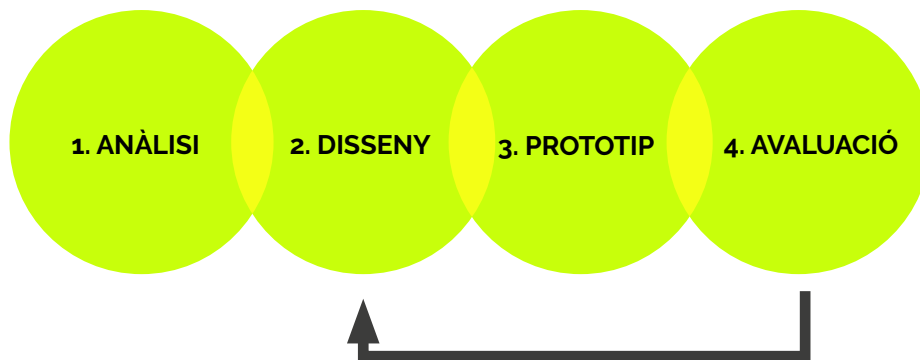 1. ANÀLISI
2. DISSENY
3. PROTOTIP
4. AVALUACIÓ